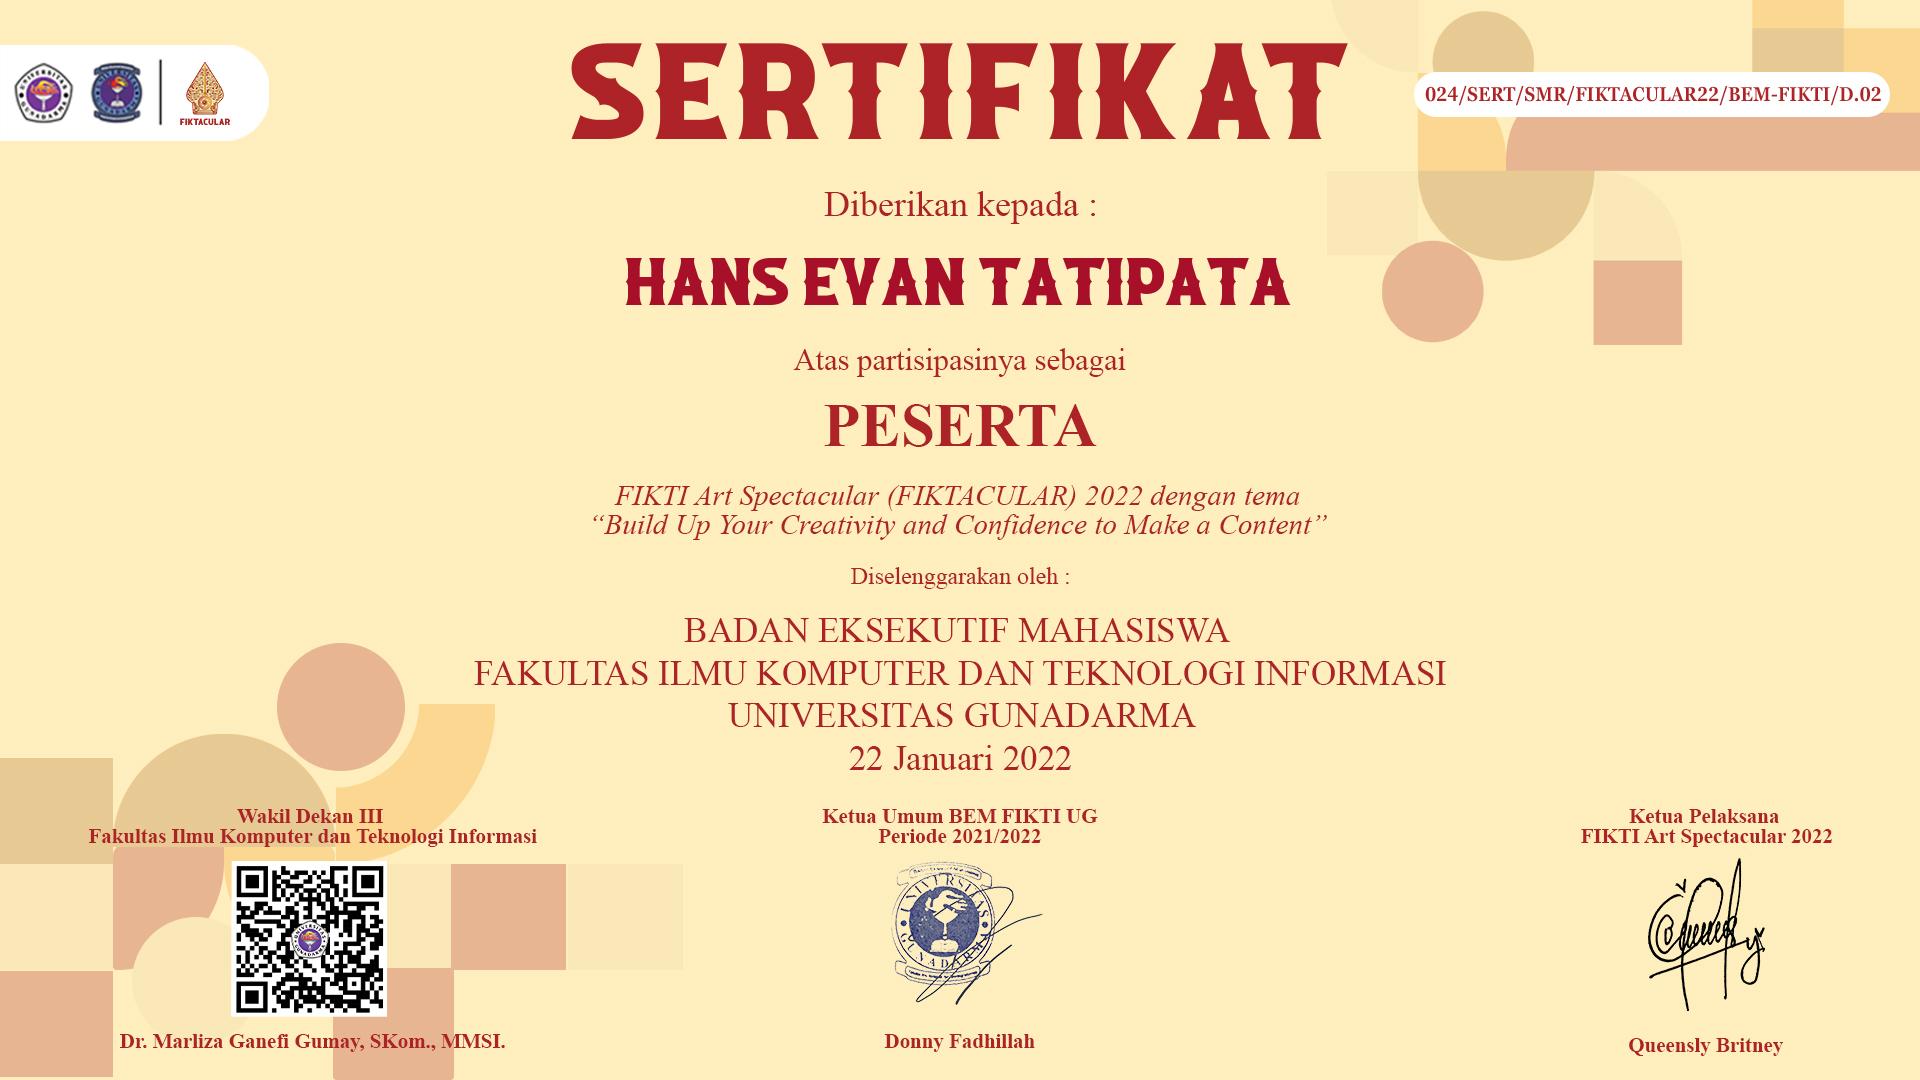 SERTIFIKAT
FIKTACULAR
024/SERT/SMR/FIKTACULAR22/BEM-FIKTI/D.02
Diberikan kepada :
HANS EVAN TATIPATA
Atas partisipasinya sebagai
PESERTA
FIKTI Art Spectacular (FIKTACULAR) 2022 dengan tema
“Build Up Your Creativity and Confidence to Make a Content”
Diselenggarakan oleh :
BADAN EKSEKUTIF MAHASISWA
FAKULTAS ILMU KOMPUTER DAN TEKNOLOGI INFORMASI
UNIVERSITAS GUNADARMA
22 Januari 2022
Wakil Dekan III
Fakultas Ilmu Komputer dan Teknologi Informasi
Dr. Marliza Ganefi Gumay, SKom., MMSI.
Ketua Umum BEM FIKTI UG
Periode 2021/2022
UNIVERSITAS
GUNADARMA
Donny Fadhillah
Ketua Pelaksana
FIKTI Art Spectacular 2022
Queensly Britney